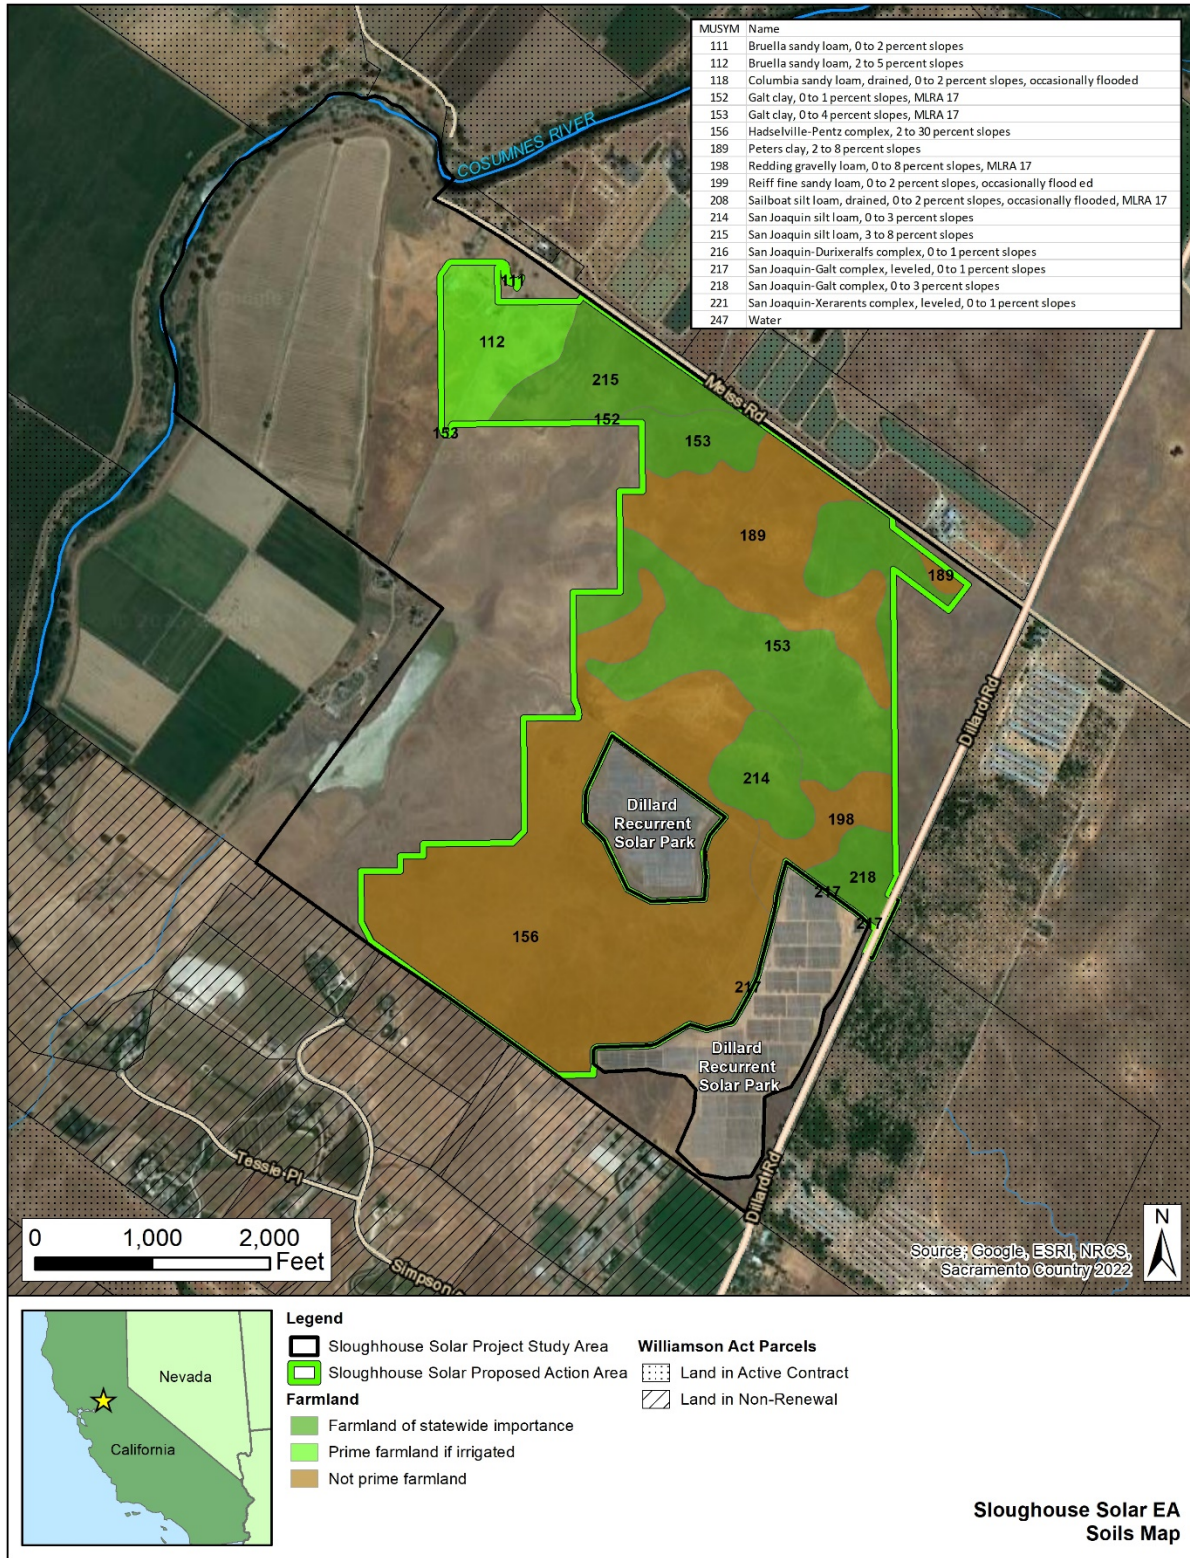 MUSYM Name
111 Bruella sandy loam, 0 to 2 percent slopes
112 Bruella sandy loam, 2 to 5 percent slopes
118 Columbia sandy loam, drained, 0 to 2 percent slopes, occasionally flooded
152 Galt clay, 0 to 1 percent slopes, MLRA 17
153 Galt clay, 0 to 4 percent slopes, MLRA 17
156 Hadselville-Pentz complex, 2 to 30 percent slopes
189 Peters clay, 2 to 8 percent slopes
198 Redding gravelly loam, 0 to 8 percent slopes, MLRA 17
199 Reiff fine sandy loam, 0 to 2 percent slopes, occasionally flood ed
208 Sailboat silt loam, drained, 0 to 2 percent slopes, occasionally flooded, MLRA 17
214 San Joaquin silt loam, 0 to 3 percent slopes
215 San Joaquin silt loam, 3 to 8 percent slopes
216 San Joaquin-Durixeralfs complex, 0 to 1 percent slopes
217 San Joaquin-Galt complex, leveled, 0 to 1 percent slopes
218 San Joaquin-Galt complex, 0 to 3 percent slopes
221 San Joaquin-Xerarents complex, leveled, 0 to 1 percent slopes
247 Water
COSUMNES RIVER
111
112
215
Meiss Rd
152
153
153
189
189
153
Dillard Rd
214
Dillard
Recurrent
Solar Park
198
218
217
217
156
217
Dillard
Recurrent
Solar Park
Tessie Pl
Dillard Rd
Simpson
0 1,000 2,000
Feet
N
Source; Google, ESRI, NRCS,
Sacramento Country 2022
Nevada
California
Legend
Sloughhouse Solar Project Study Area
Sloughhouse Solar Proposed Action Area
Farmland
Farmland of statewide importance
Prime farmland if irrigated
Not prime farmland
Williamson Act Parcels
Land in Active Contract
Land in Non-Renewal
Sloughhouse Solar EA
Soils Map